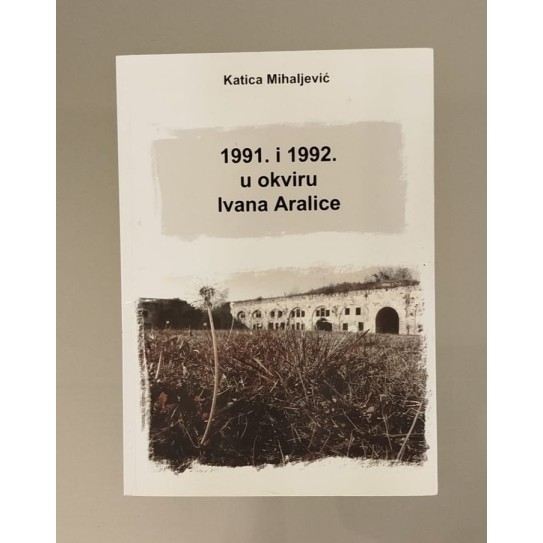 Katica Mihaljević
1991. i 1992.
u okviru
Ivana Aralice